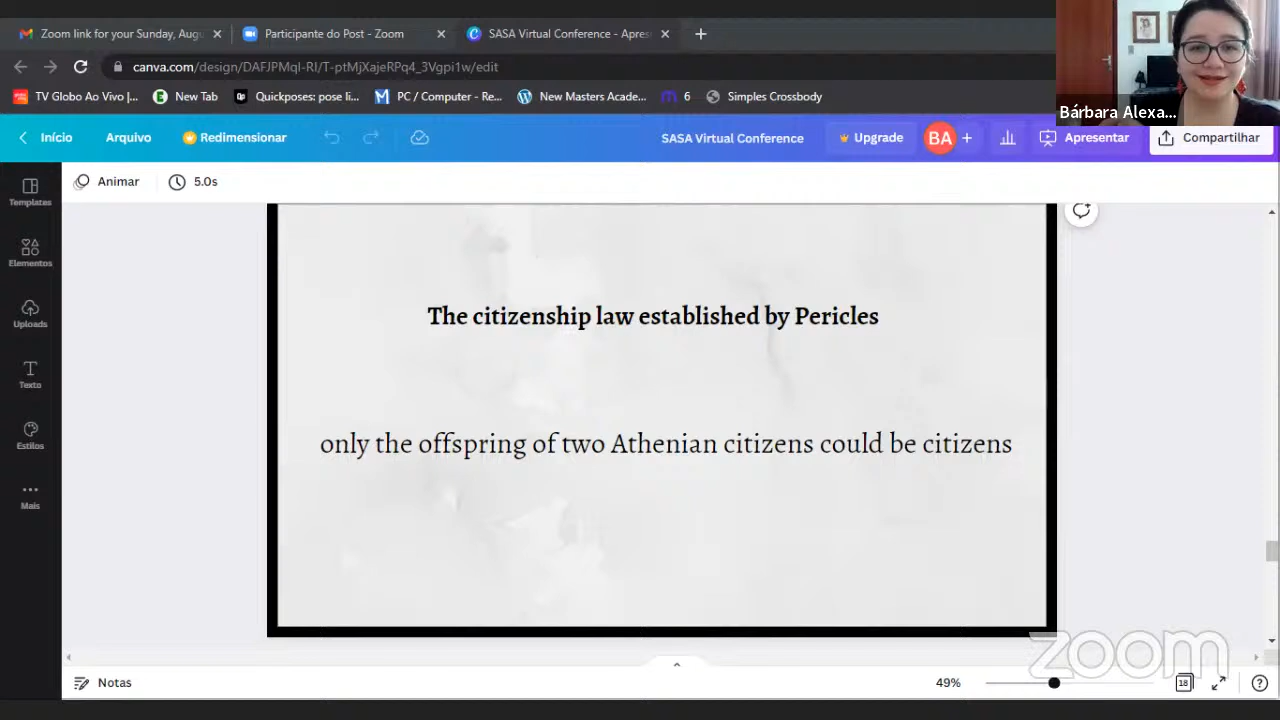 Zoom link for your Sunday, Augu
Participante do Post - Zoom
SASA Virtual Conference - Apres
canva.com/design/DAFJPMqI-RI/T-ptMjXajeRPq4_3Vgpi1w/edit
TV Globo Ao Vivo |...
New Tab
Quickposes: pose li...
PC / Computer - Re...
New Masters Acade...
6
Simples Crossbody
Bárbara Alexa...
Início
Arquivo
Redimensionar
SASA Virtual Conference
Upgrade
BA
Apresentar
Compartilhar
Animar
5.0s
Templates
Elementos
Uploads
Texto
Estilos
Mais
The citizenship law established by Pericles
only the offspring of two Athenian citizens could be citizens
zoom
Notas
49%
18